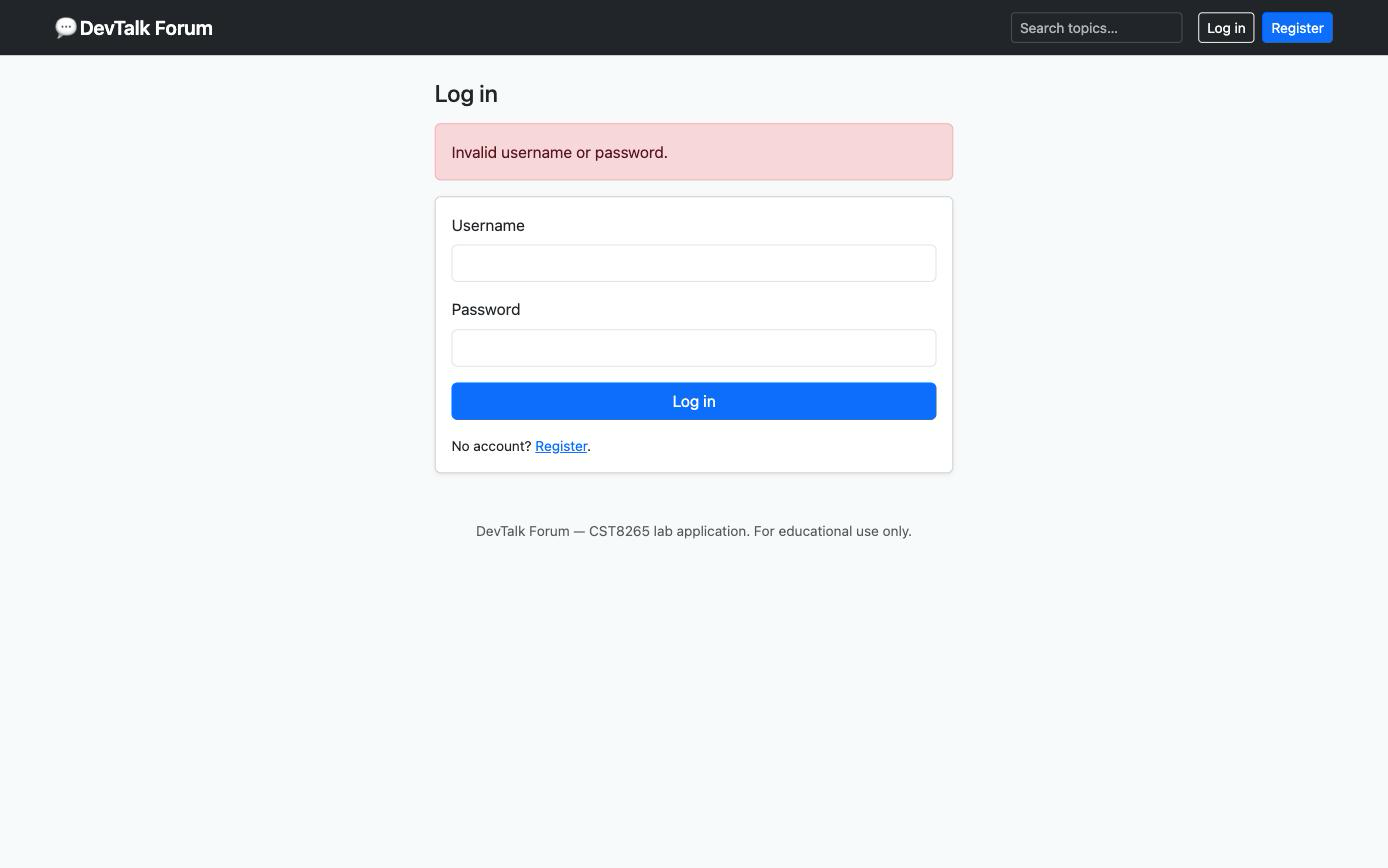 DevTalk Forum
Search topics...
Log in
Register
Log in
Invalid username or password.
Username
Password
Log in
No account? Register.
DevTalk Forum — CST8265 lab application. For educational use only.